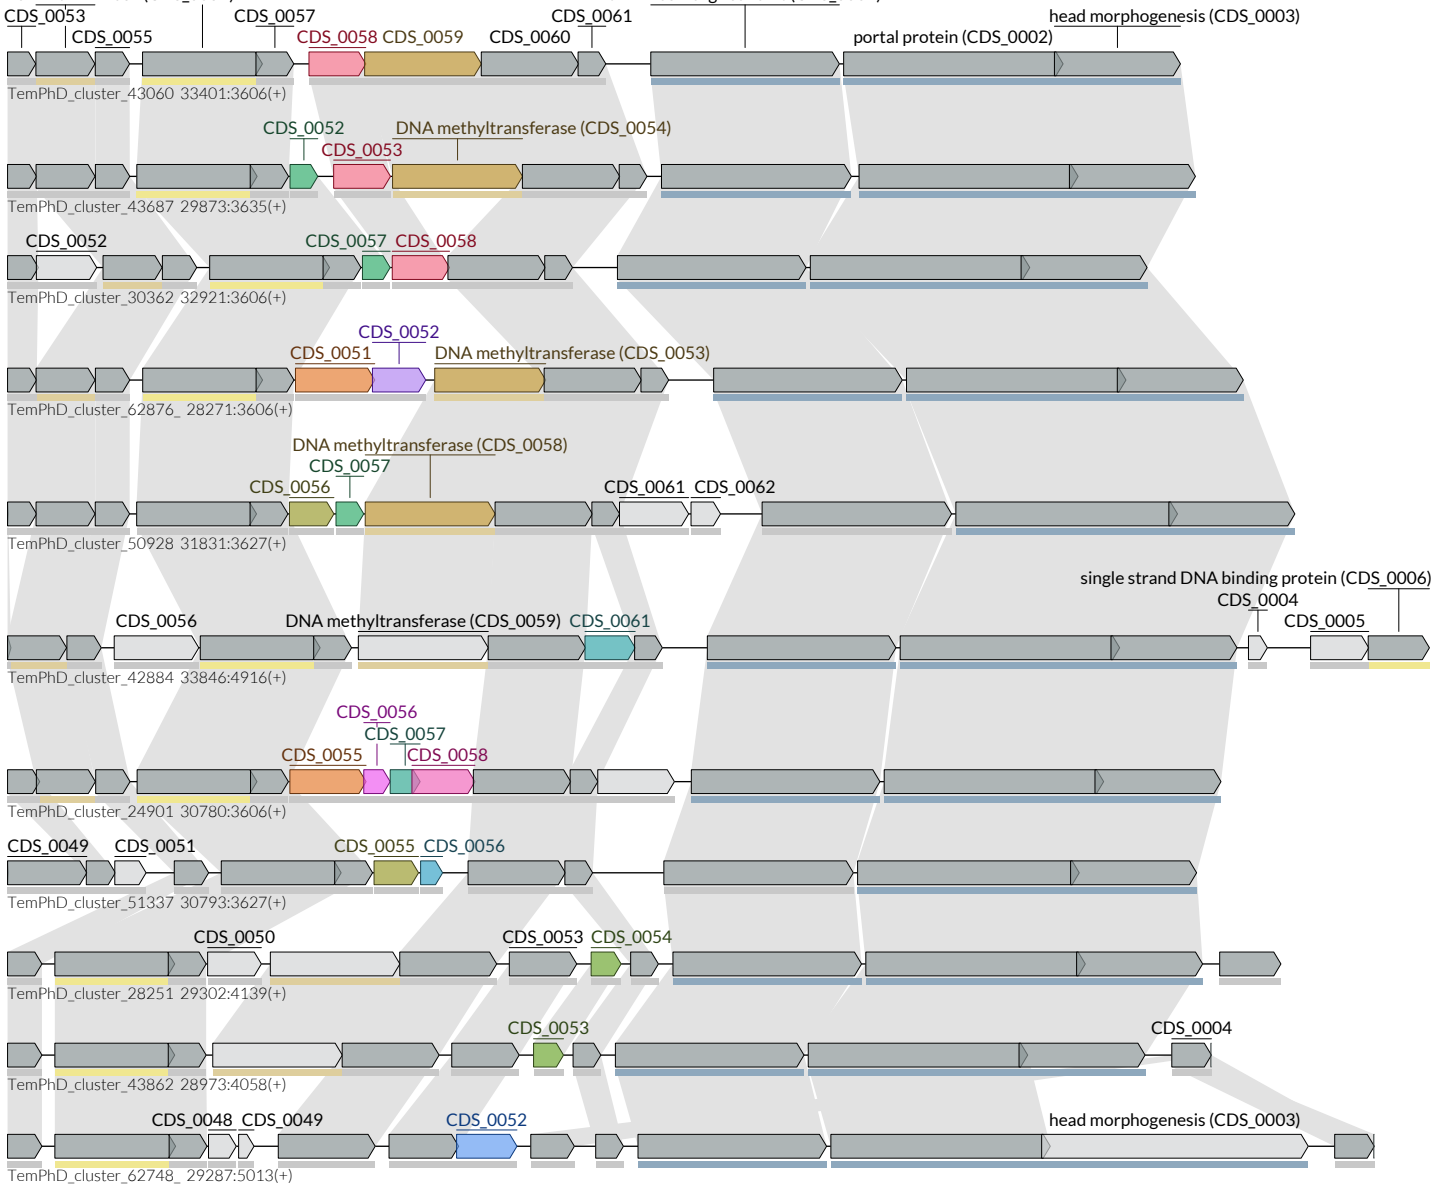 CDS_0053
CDS_0055
CDS_0057
CDS_0058
CDS_0059
CDS_0060
CDS_0061
portal protein (CDS_0002)
head morphogenesis (CDS_0003)
TemPhD_cluster_43060 33401:3606(+)
CDS_0052
CDS_0053
DNA methyltransferase (CDS_0054)
TemPhD_cluster_43687 29873:3635(+)
CDS_0052
CDS_0057
CDS_0058
TemPhD_cluster_30362 32921:3606(+)
CDS_0051
CDS_0052
DNA methyltransferase (CDS_0053)
TemPhD_cluster_62876_ 28271:3606(+)
DNA methyltransferase (CDS_0058)
CDS_0057
CDS_0056
CDS_0061
CDS_0062
TemPhD_cluster_50928 31831:3627(+)
single strand DNA binding protein (CDS_0006)
CDS_0004
CDS_0056
DNA methyltransferase (CDS_0059)
CDS_0061
CDS_0005
TemPhD_cluster_42884 33846:4916(+)
CDS_0056
CDS_0057
CDS_0055
CDS_0058
TemPhD_cluster_24901 30780:3606(+)
CDS_0049
CDS_0051
CDS_0055
CDS_0056
TemPhD_cluster_51337 30793:3627(+)
CDS_0050
CDS_0053
CDS_0054
TemPhD_cluster_28251 29302:4139(+)
CDS_0053
CDS_0004
TemPhD_cluster_43862 28973:4058(+)
CDS_0048
CDS_0049
CDS_0052
head morphogenesis (CDS_0003)
TemPhD_cluster_62748_ 29287:5013(+)